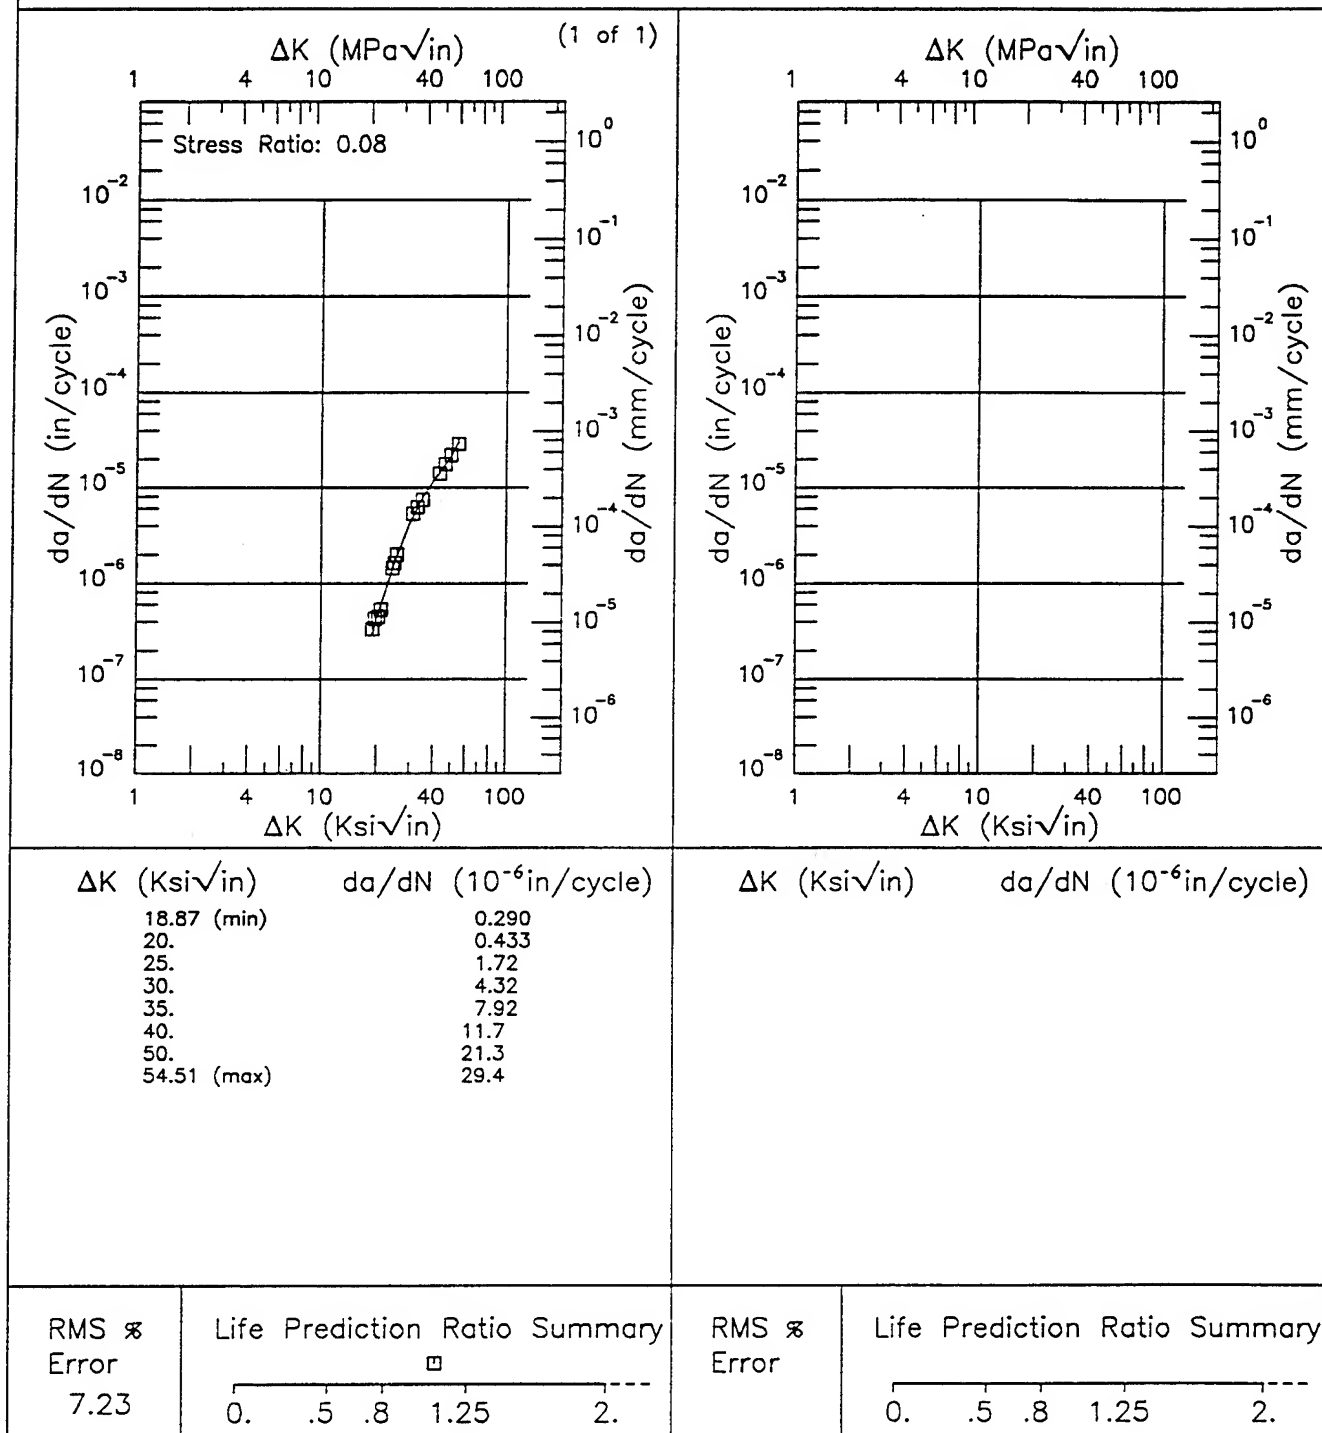 (1 of 1)
ΔK (MPa√in)
1 4 10 40 100
Stress Ratio: 0.08
da/dN (in/cycle)
10⁻²
10⁻³
10⁻⁴
10⁻⁵
10⁻⁶
10⁻⁷
10⁻⁸
da/dN (mm/cycle)
10⁰
10⁻¹
10⁻²
10⁻³
10⁻⁴
10⁻⁵
10⁻⁶
1 4 10 40 100
ΔK (Ksi√in)
ΔK (MPa√in)
1 4 10 40 100
da/dN (in/cycle)
10⁻²
10⁻³
10⁻⁴
10⁻⁵
10⁻⁶
10⁻⁷
10⁻⁸
da/dN (mm/cycle)
10⁰
10⁻¹
10⁻²
10⁻³
10⁻⁴
10⁻⁵
10⁻⁶
1 4 10 40 100
ΔK (Ksi√in)
ΔK (Ksi√in) da/dN (10⁻⁶in/cycle)
18.87 (min) 0.290
20. 0.433
25. 1.72
30. 4.32
35. 7.92
40. 11.7
50. 21.3
54.51 (max) 29.4
ΔK (Ksi√in) da/dN (10⁻⁶in/cycle)
RMS %
Error
7.23
Life Prediction Ratio Summary
0. .5 .8 1.25 2.
RMS %
Error
Life Prediction Ratio Summary
0. .5 .8 1.25 2.